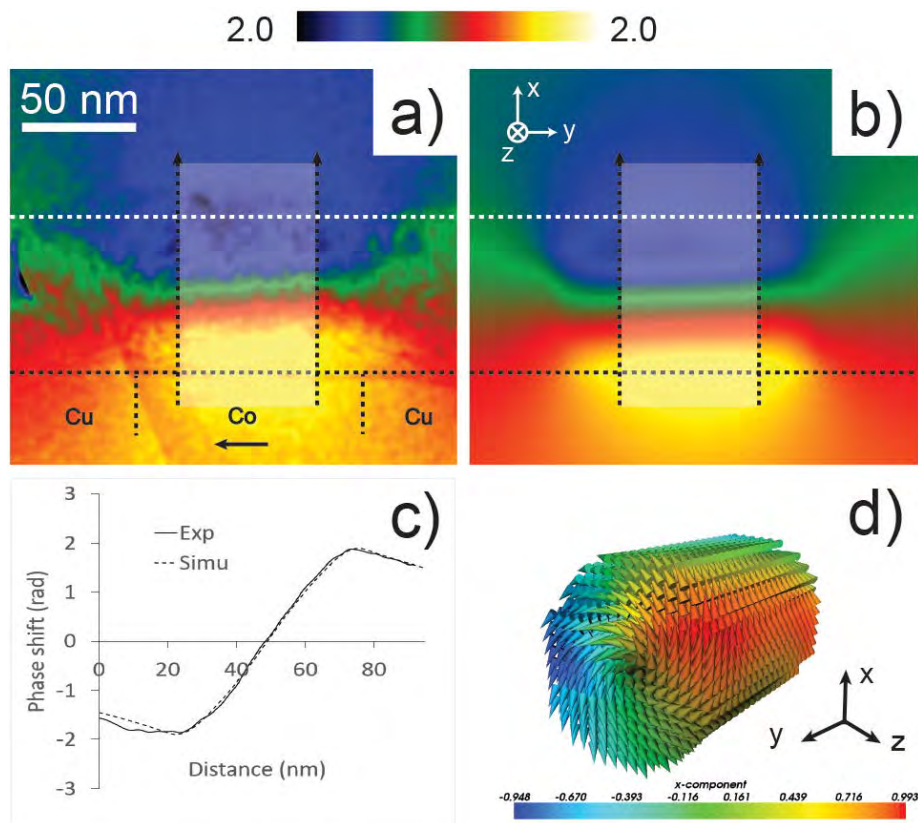 2.0 2.0
50 nm a) x y z b)
Cu Co Cu
c)
3
2
1
0
-1
-2
-3
Exp
Simu
Phase shift (rad)
0 20 40 60 80
Distance (nm)
d)
x
y z
x-component
-0.948 -0.670 -0.393 -0.116 0.161 0.439 0.716 0.993